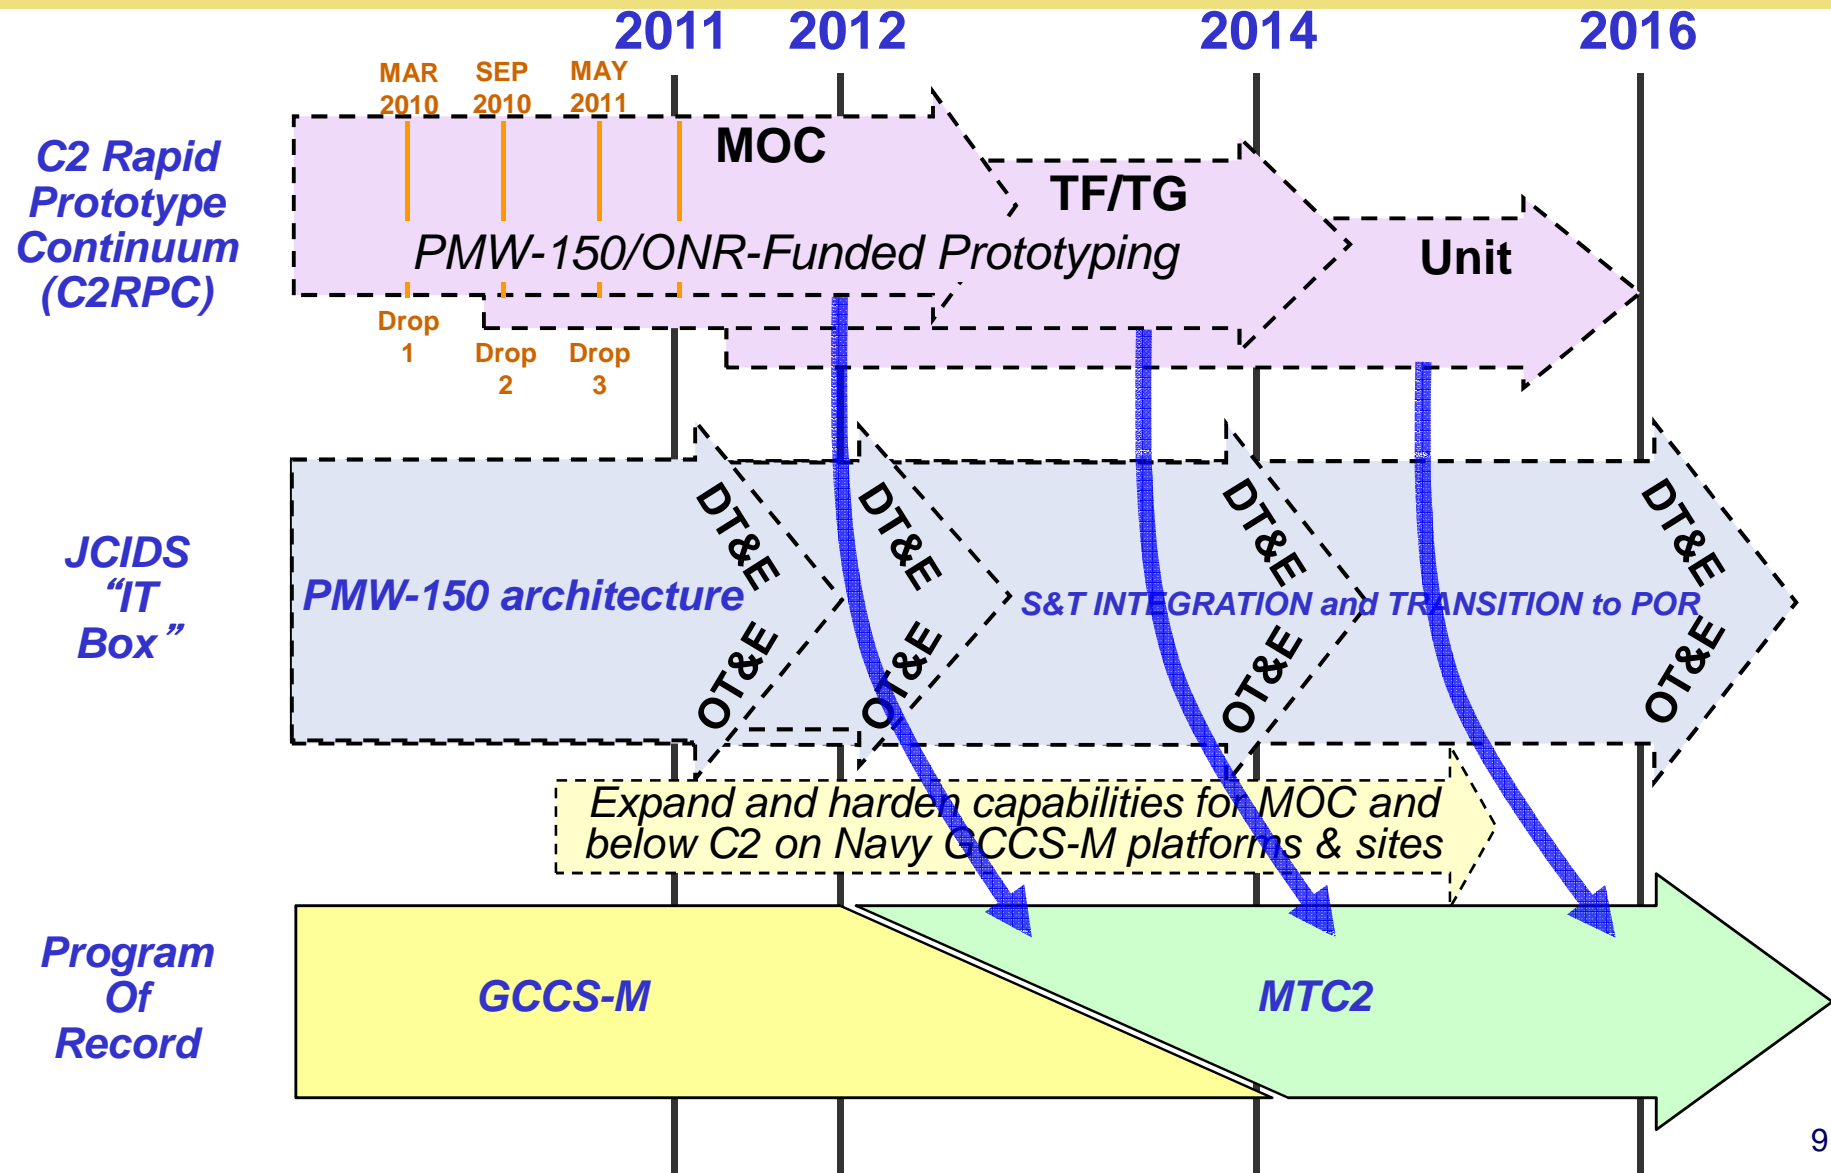 2011 2012 2014 2016
MAR
2010
SEP
2010
MAY
2011
C2 Rapid
Prototype
Continuum
(C2RPC)
MOC
TF/TG
Unit
PMW-150/ONR-Funded Prototyping
Drop
1
Drop
2
Drop
3
JCIDS
“IT
Box”
PMW-150 architecture
DT&E
OT&E
DT&E
OT&E
S&T INTEGRATION and TRANSITION to POR
DT&E
OT&E
DT&E
OT&E
Expand and harden capabilities for MOC and
below C2 on Navy GCCS-M platforms & sites
Program
Of
Record
GCCS-M
MTC2
9